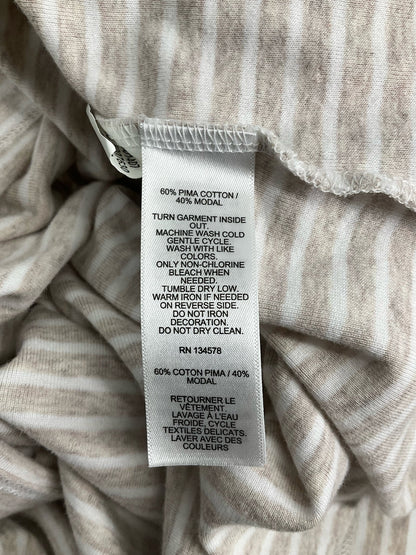 60% PIMA COTTON /
40% MODAL
TURN GARMENT INSIDE
OUT.
MACHINE WASH COLD
GENTLE CYCLE.
WASH WITH LIKE
COLORS.
ONLY NON-CHLORINE
BLEACH WHEN
NEEDED.
TUMBLE DRY LOW.
WARM IRON IF NEEDED
ON REVERSE SIDE.
DO NOT IRON
DECORATION.
DO NOT DRY CLEAN.
RN 134578
60% COTON PIMA / 40%
MODAL
RETOURNER LE
VÊTEMENT.
LAVAGE À L'EAU
FROIDE, CYCLE
TEXTILES DELICATS.
LAVER AVEC DES
COULEURS